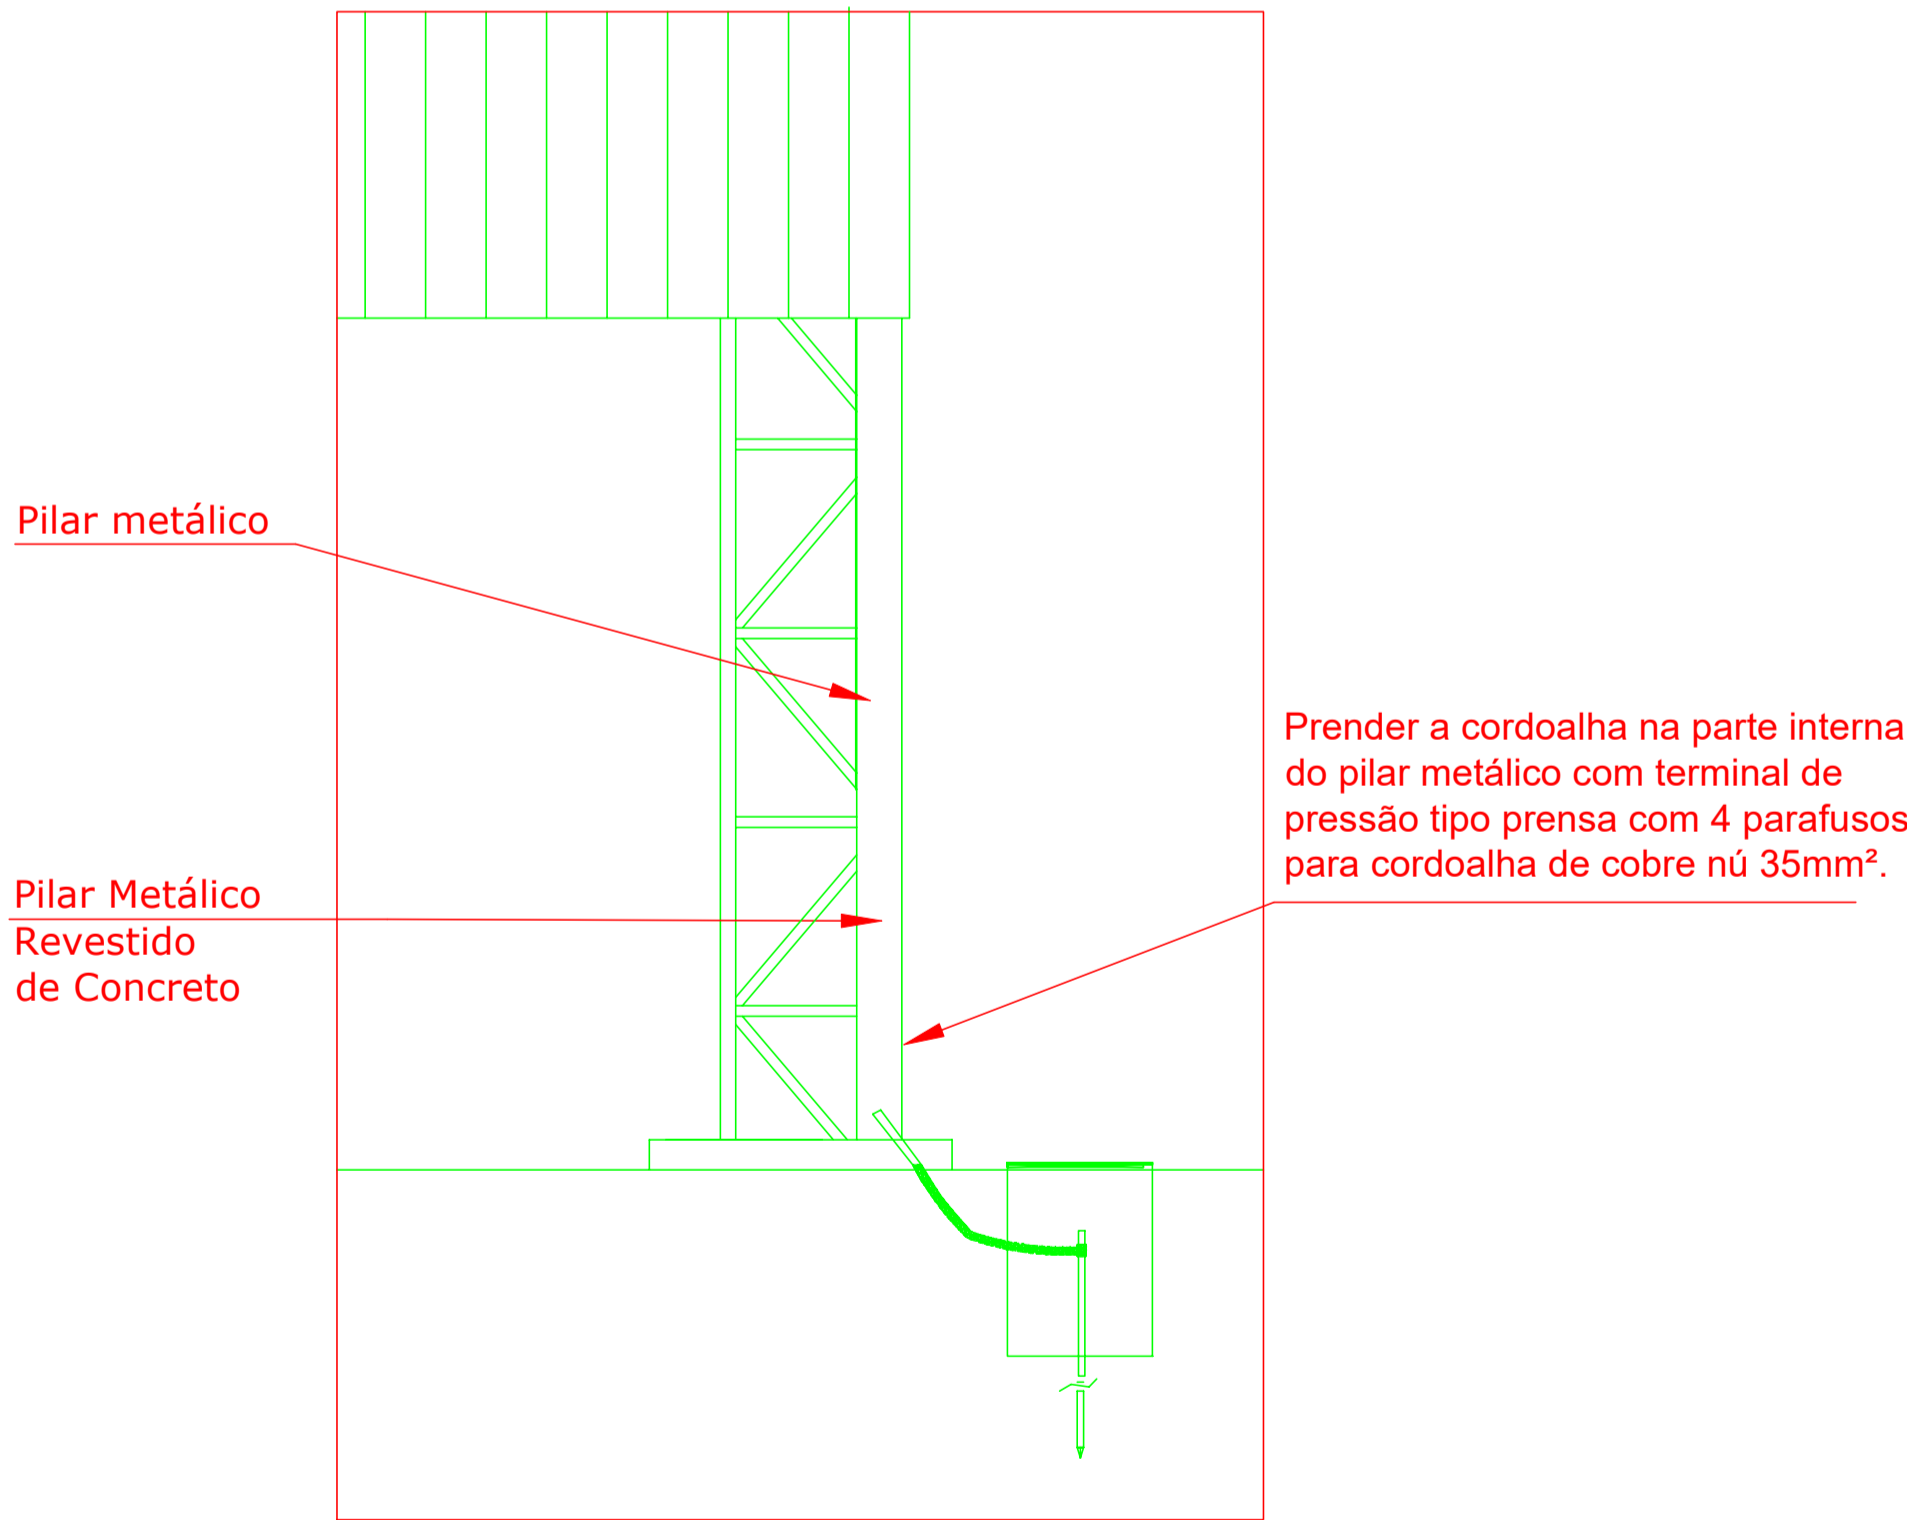 Pilar metálico
Prender a cordoalha na parte interna
do pilar metálico com terminal de
pressão tipo prensa com 4 parafusos
para cordoalha de cobre nú 35mm².
Pilar Metálico
Revestido
de Concreto